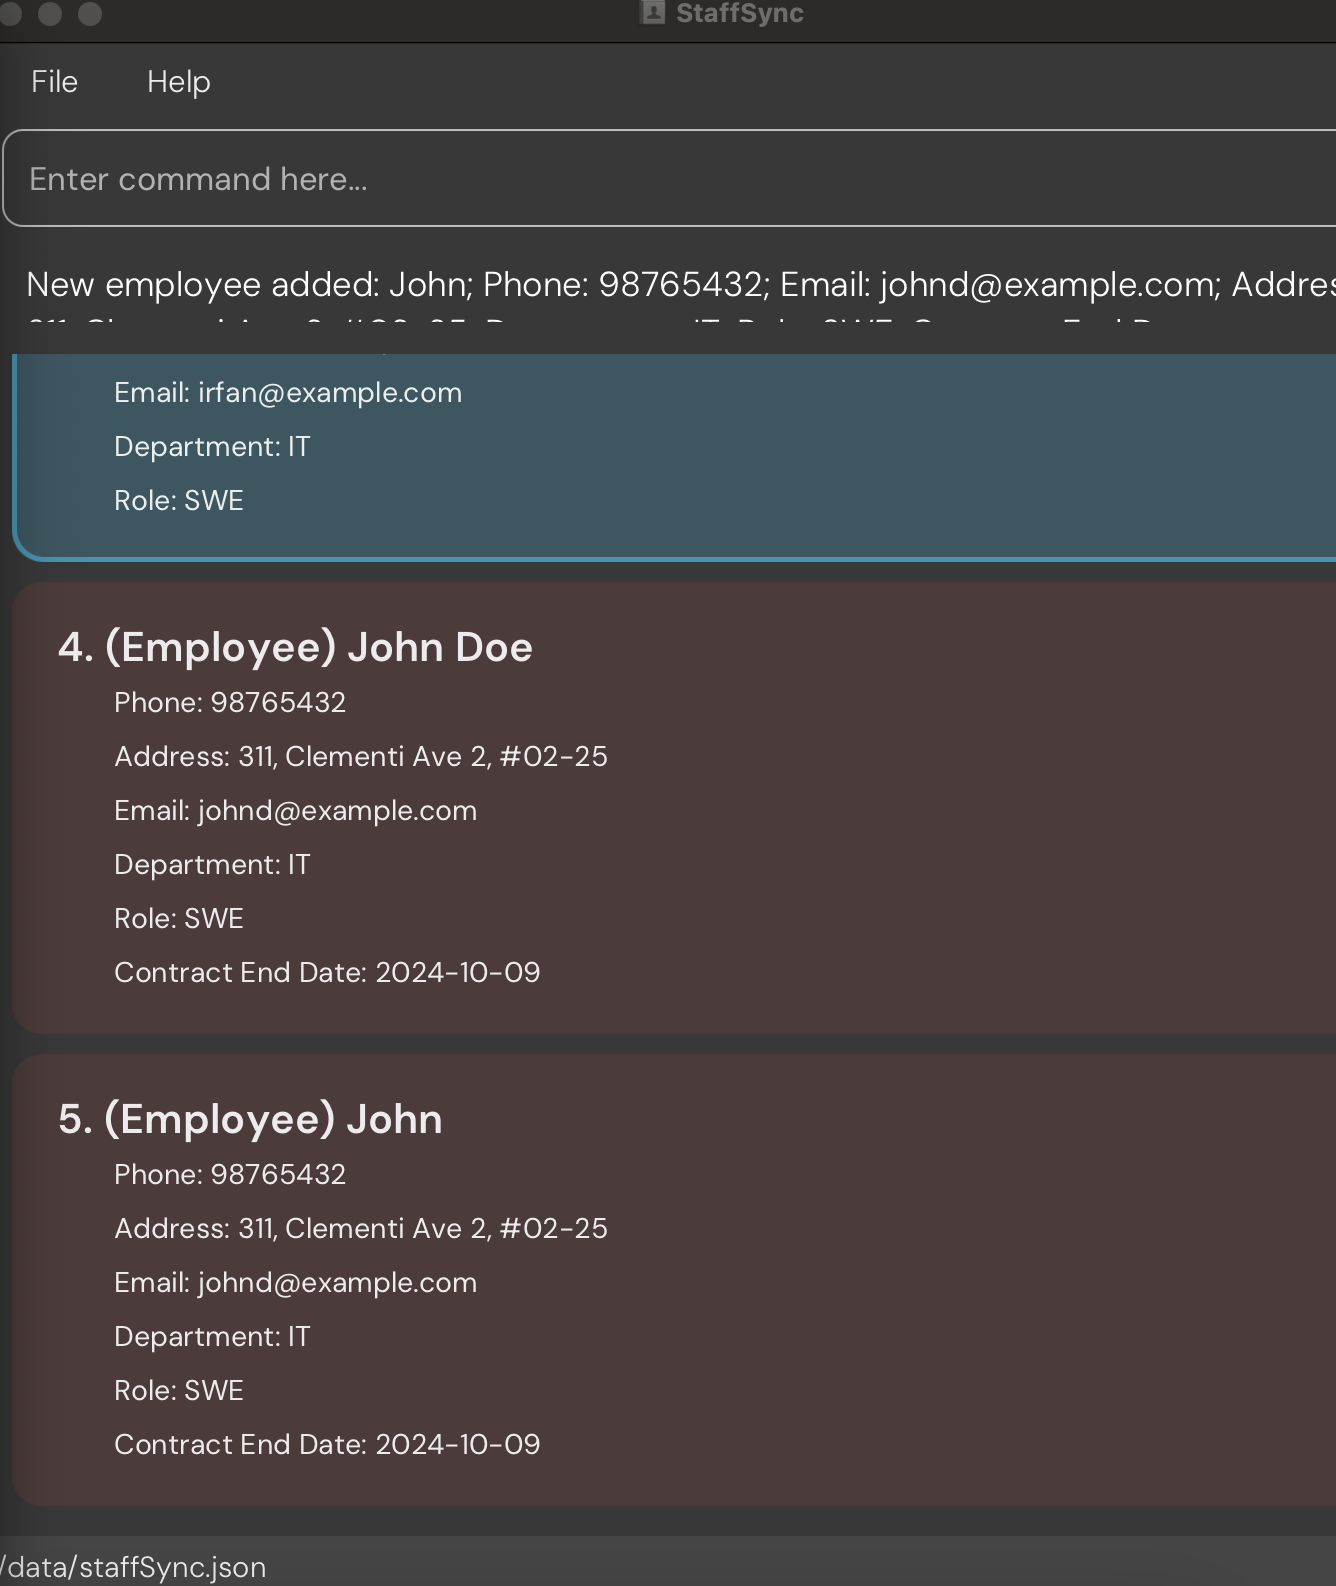 StaffSync
File Help
Enter command here...
New employee added: John; Phone: 98765432; Email: johnd@example.com; Addres
Email: irfan@example.com
Department: IT
Role: SWE
4. (Employee) John Doe
Phone: 98765432
Address: 311, Clementi Ave 2, #02-25
Email: johnd@example.com
Department: IT
Role: SWE
Contract End Date: 2024-10-09
5. (Employee) John
Phone: 98765432
Address: 311, Clementi Ave 2, #02-25
Email: johnd@example.com
Department: IT
Role: SWE
Contract End Date: 2024-10-09
/data/staffSync.json